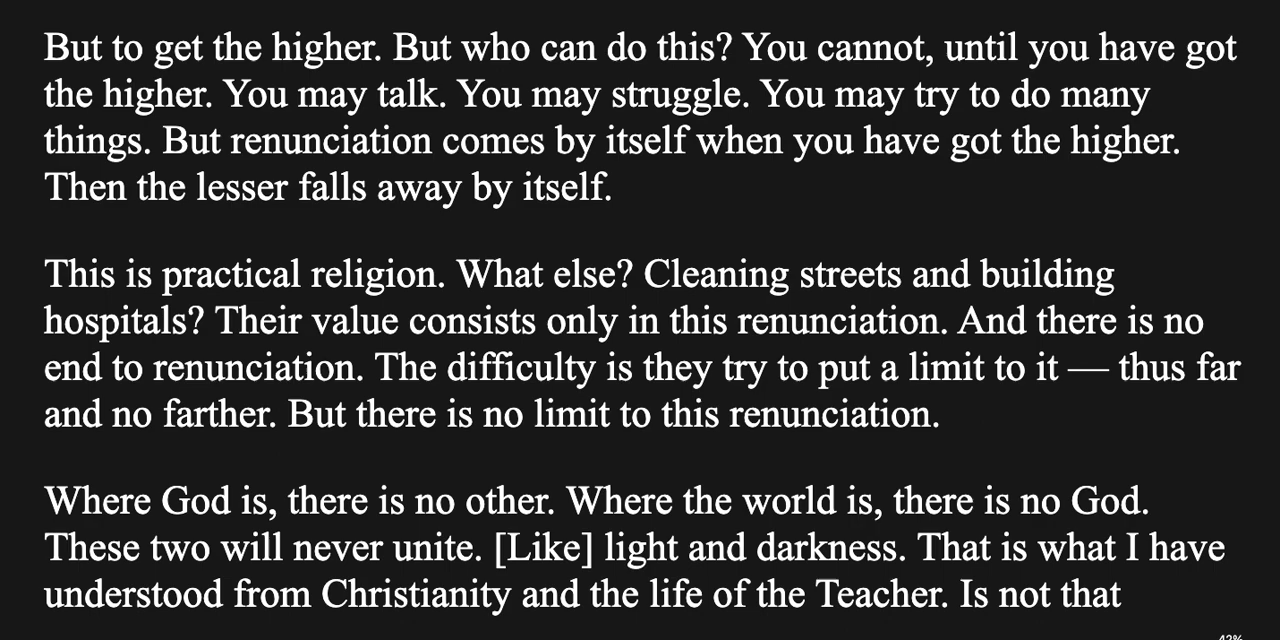 But to get the higher. But who can do this? You cannot, until you have got
the higher. You may talk. You may struggle. You may try to do many
things. But renunciation comes by itself when you have got the higher.
Then the lesser falls away by itself.
This is practical religion. What else? Cleaning streets and building
hospitals? Their value consists only in this renunciation. And there is no
end to renunciation. The difficulty is they try to put a limit to it — thus far
and no farther. But there is no limit to this renunciation.
Where God is, there is no other. Where the world is, there is no God.
These two will never unite. [Like] light and darkness. That is what I have
understood from Christianity and the life of the Teacher. Is not that